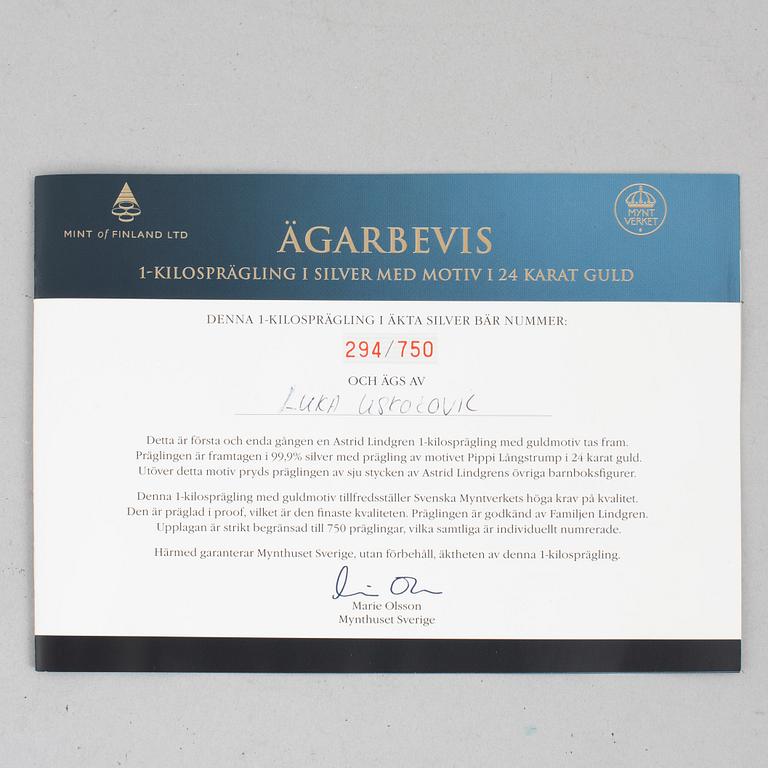 MINT of FINLAND LTD
MYNT
VERKET
ÄGARBEVIS
1-KILOSPRÄGLING I SILVER MED MOTIV I 24 KARAT GULD
DENNA 1-KILOSPRÄGLING I ÄKTA SILVER BÄR NUMMER:
294/750
OCH ÄGS AV
LUKA
Detta är första och enda gången en Astrid Lindgren 1-kilosprägling med guldmotiv tas fram.
Präglingen är framtagen i 99,9% silver med prägling av motivet Pippi Långstrump i 24 karat guld.
Utöver detta motiv pryds präglingen av sju stycken av Astrid Lindgrens övriga barnboksfigurer.
Denna 1-kilosprägling med guldmotiv tillfredsställer Svenska Myntverkets höga krav på kvalitet.
Den är präglad i proof, vilket är den finaste kvaliteten. Präglingen är godkänd av Familjen Lindgren.
Upplagan är strikt begränsad till 750 präglingar, vilka samtliga är individuellt numrerade.
Härmed garanterar Mynthuset Sverige, utan förbehåll, äktheten av denna 1-kilosprägling.
Marie Olsson
Mynthuset Sverige